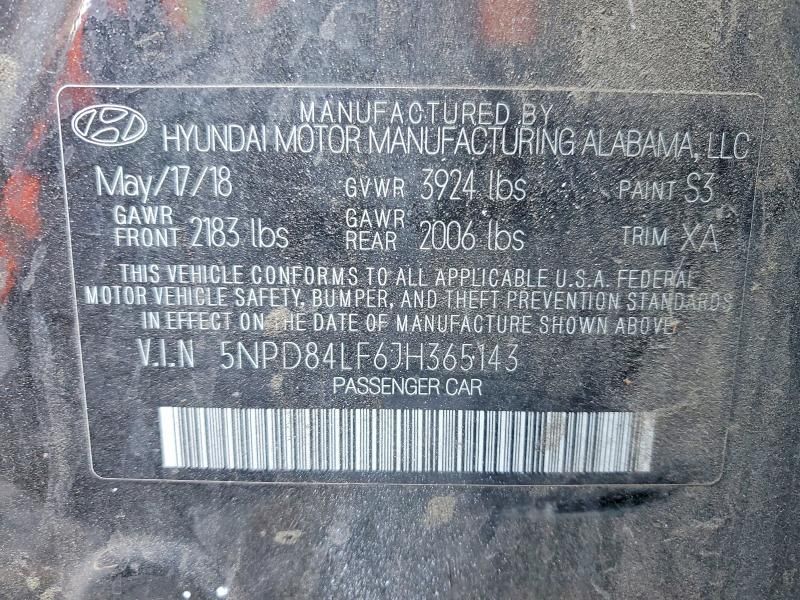 MANUFACTURED BY
HYUNDAI MOTOR MANUFACTURING ALABAMA, LLC
May/17/18 GVWR 3924 lbs PAINT S3
GAWR FRONT 2183 lbs GAWR REAR 2006 lbs TRIM XA
THIS VEHICLE CONFORMS TO ALL APPLICABLE U.S.A. FEDERAL
MOTOR VEHICLE SAFETY, BUMPER, AND THEFT PREVENTION STANDARDS
IN EFFECT ON THE DATE OF MANUFACTURE SHOWN ABOVE.
V.I.N 5NPD84LF6JH365143
PASSENGER CAR